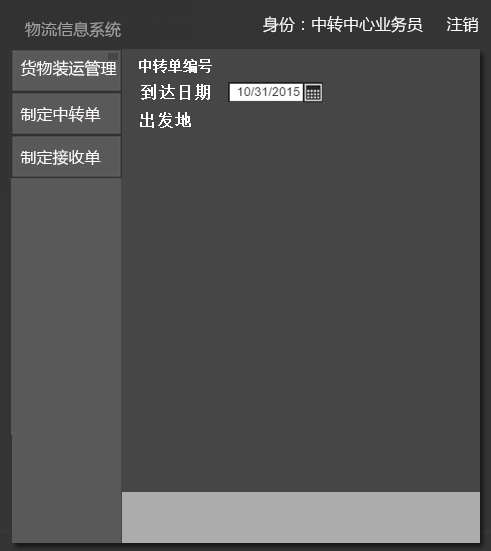 物流信息系统
身份：中转中心业务员 注销
货物装运管理
制定中转单
制定接收单
中转单编号
到达日期 10/31/2015
出发地